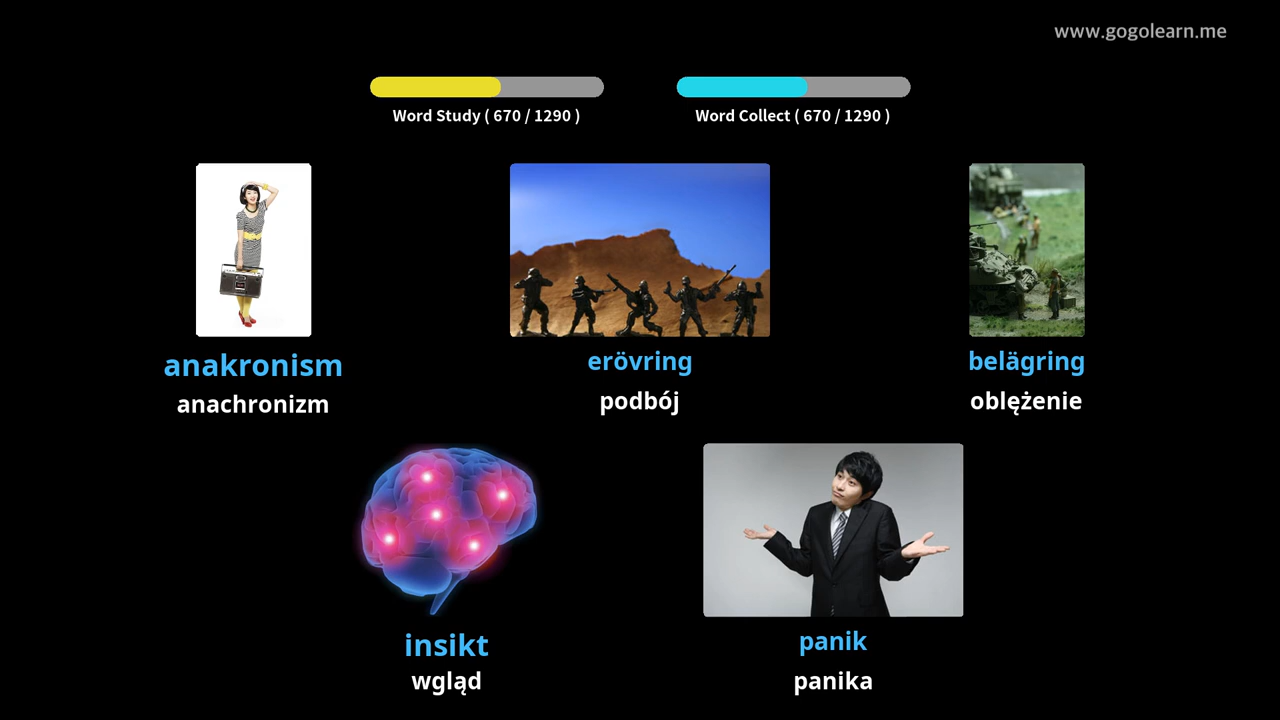 www.gogolearn.me
Word Study ( 670 / 1290 )
Word Collect ( 670 / 1290 )
anakronism
anachronizm
erövring
podbój
belägring
oblężenie
insikt
wgląd
panik
panika